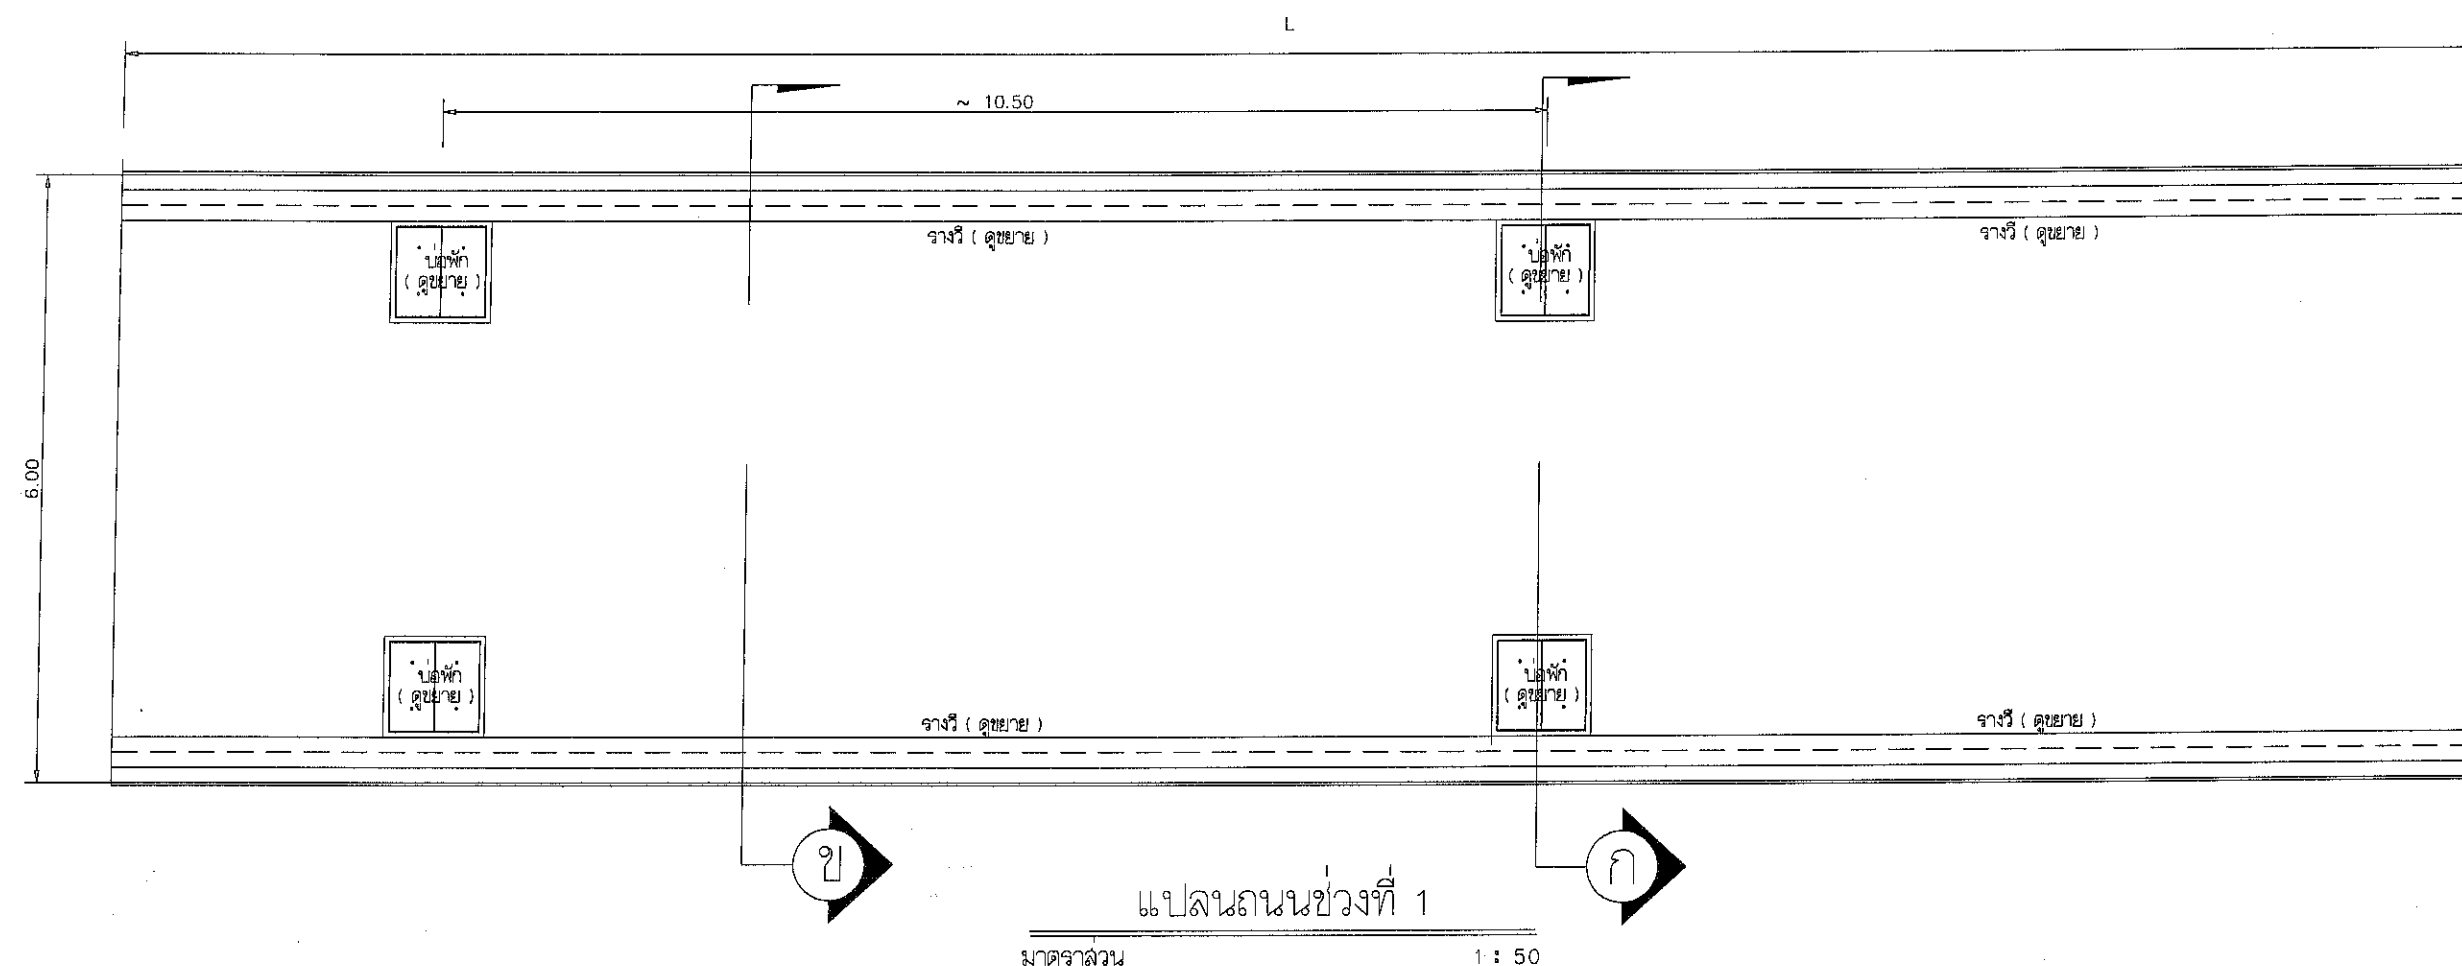 L
~ 10.50
รางวี ( ดูขยาย )
รางวี ( ดูขยาย )
บ่อพัก
( ดูขยาย )
บ่อพัก
( ดูขยาย )
6.00
บ่อพัก
( ดูขยาย )
บ่อพัก
( ดูขยาย )
รางวี ( ดูขยาย )
รางวี ( ดูขยาย )
ข
ก
แปลนถนนช่วงที่ 1
มาตราส่วน 1 : 50